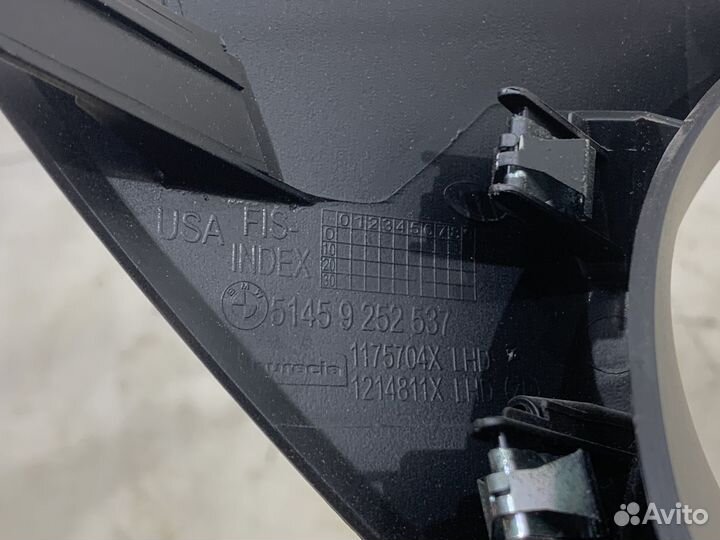 USA FIS-
INDEX
0 1 2 3 4 5 6 7 8
0
10
20
30
BMW
5145 9 252 537
1175704X LHD
1214811X LHD
Avito